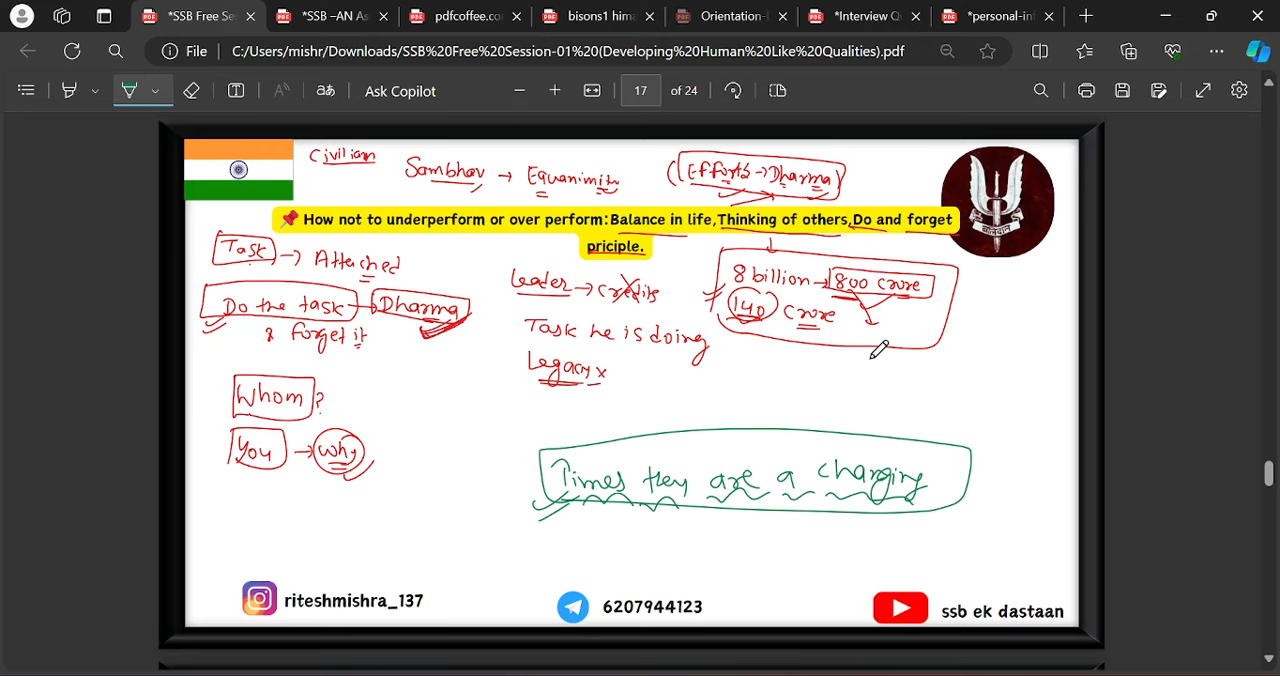 *SSB Free Se
*SSB –AN As
pdfcoffee.co
bisons1 him
Orientation-
*Interview Q
*personal-in
File
C:/Users/mishr/Downloads/SSB%20Free%20Session-01%20(Developing%20Human%20Like%20Qualities).pdf
aあ
Ask Copilot
17
of 24
Civilian
Sambhav → Equanimity (Efforts → Dharma)
📌 How not to underperform or over perform:Balance in life,Thinking of others,Do and forget
priciple.
Task → Attached
Do the task → Dharma
& forget it
Whom?
You → why
Leader → credits
Task he is doing
Legacy x
8 billion → 800 crore
140 crore
Times they are a changing
riteshmishra_137
6207944123
ssb ek dastaan